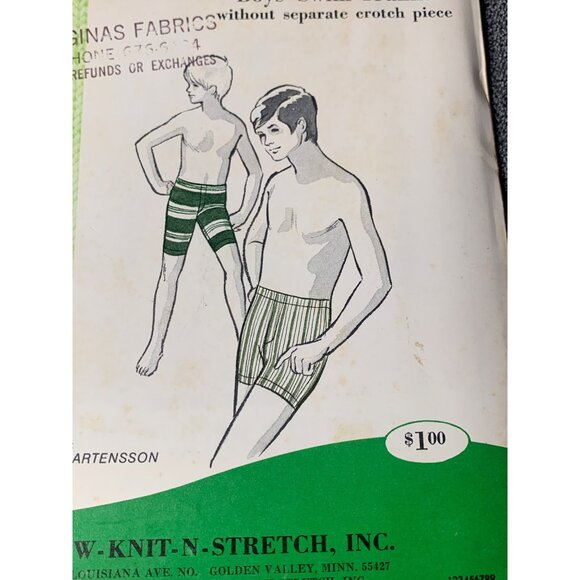 without separate crotch piece
GINAS FABRICS
REFUNDS OR EXCHANGES
$1.00
ARTENSSON
W-KNIT-N-STRETCH, INC.
LOUISIANA AVE. NO. GOLDEN VALLEY, MINN. 55427